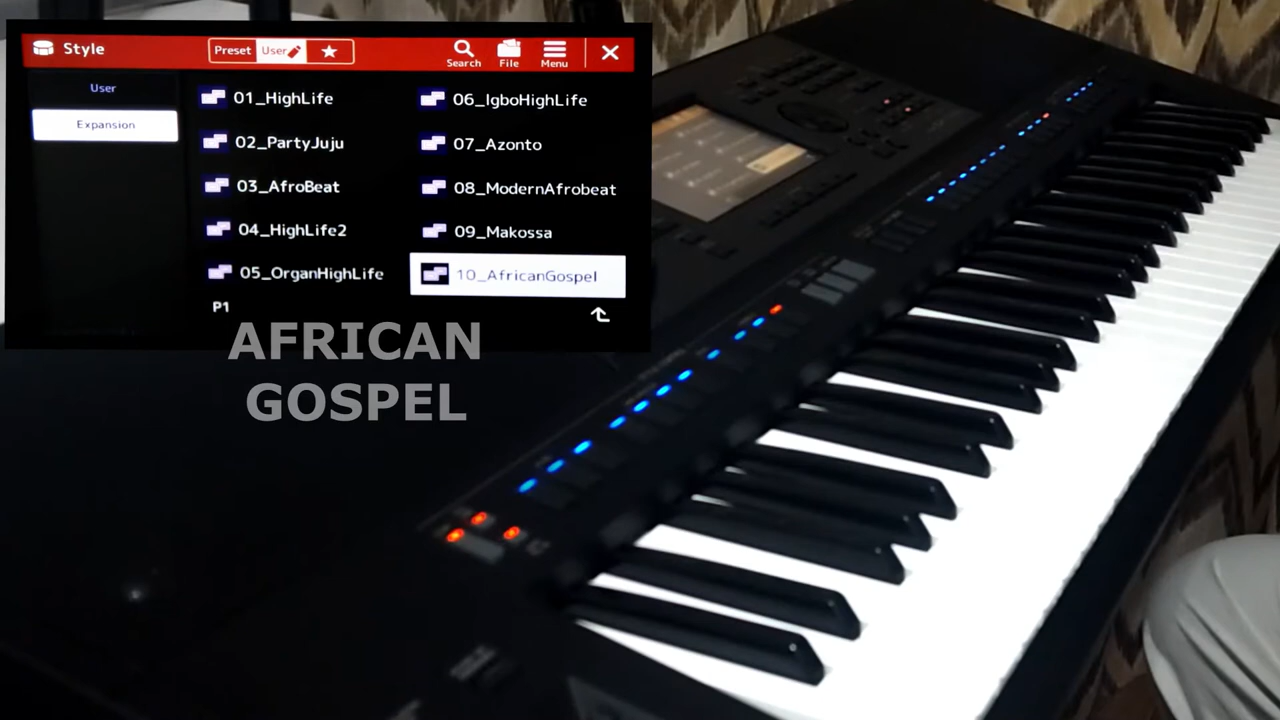 Style
Preset User
Search File Menu
User
Expansion
01_HighLife
02_PartyJuju
03_AfroBeat
04_HighLife2
05_OrganHighLife
06_IgboHighLife
07_Azonto
08_ModernAfrobeat
09_Makossa
10_AfricanGospel
P1
AFRICAN
GOSPEL